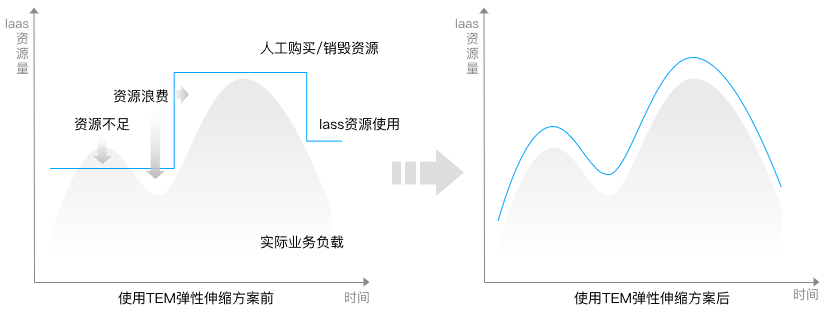 Iaas
资源量
人工购买/销毁资源
资源浪费
资源不足
Iass资源使用
实际业务负载
使用TEM弹性伸缩方案前
时间
Iaas
资源量
使用TEM弹性伸缩方案后
时间